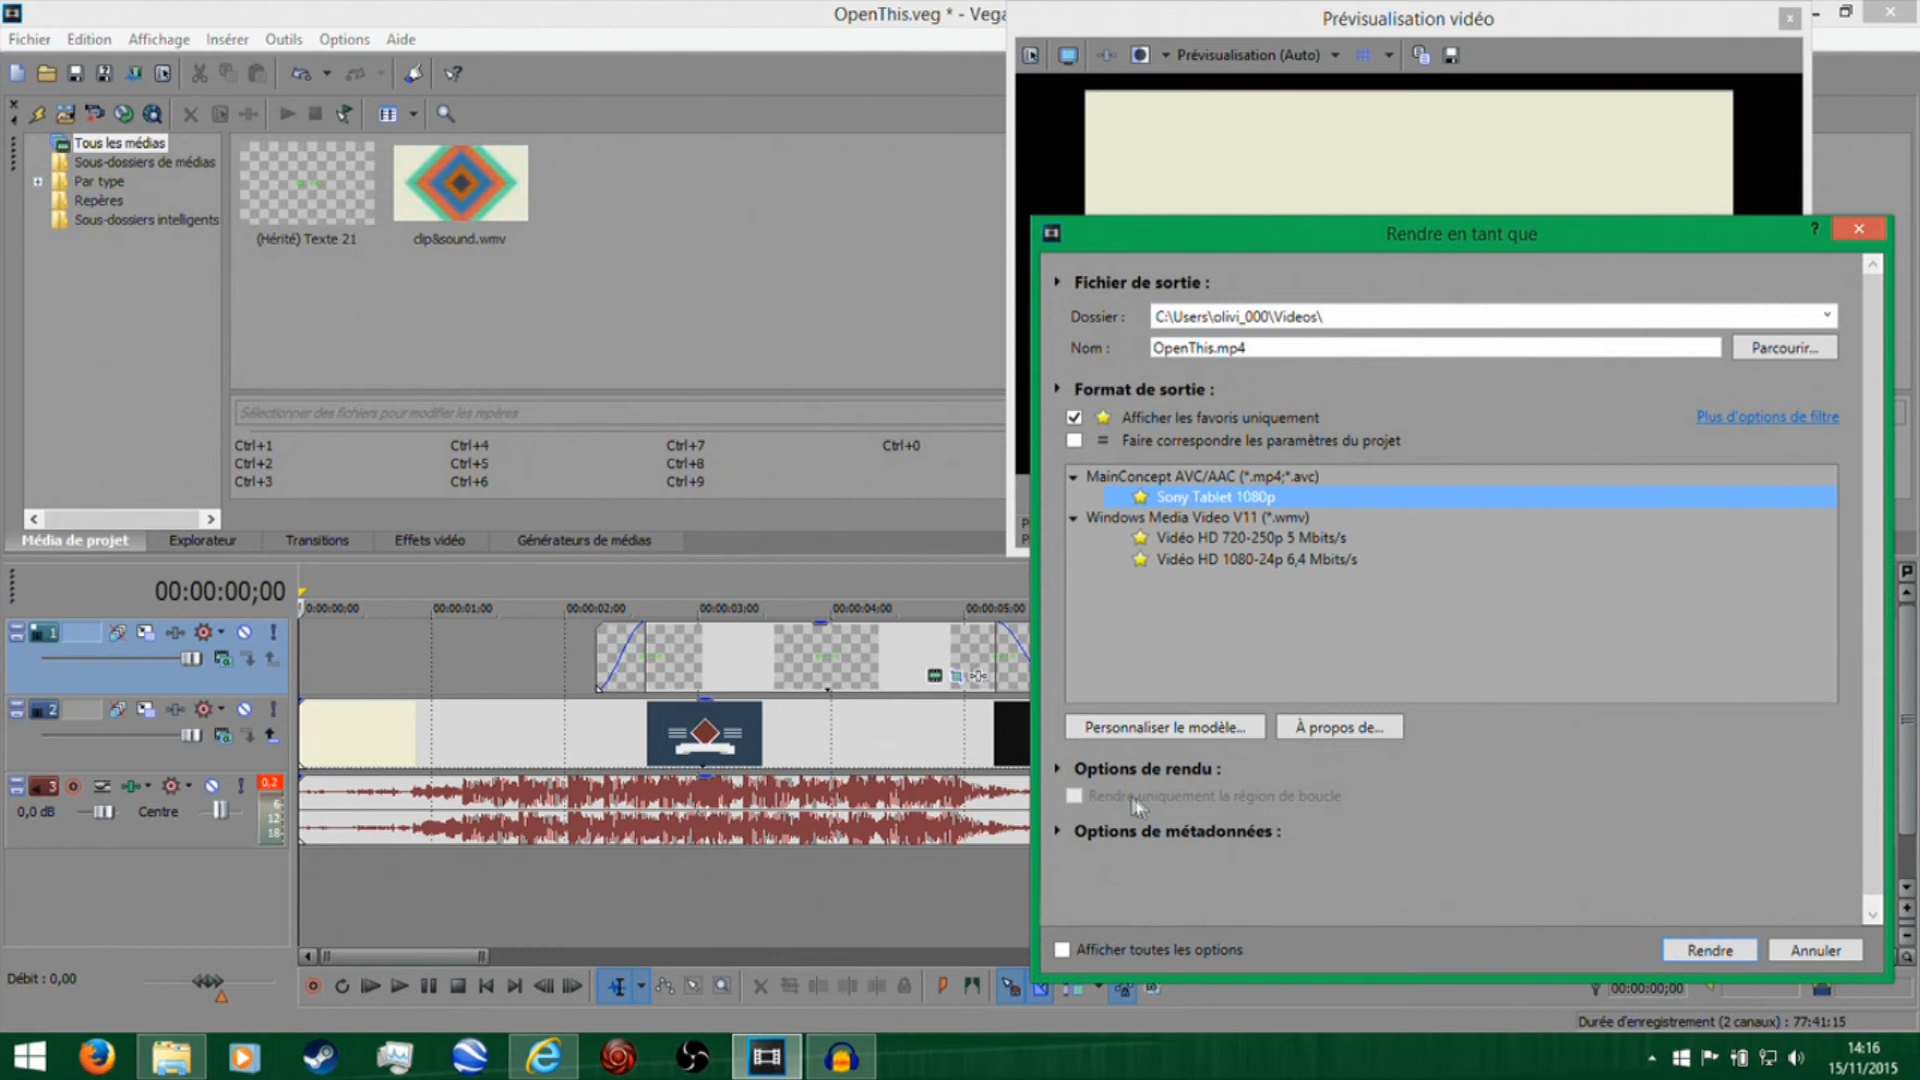 OpenThis.veg * - Vega
Prévisualisation vidéo
Fichier Edition Affichage Insérer Outils Options Aide
Prévisualisation (Auto)
Tous les médias
Sous-dossiers de médias
Par type
Repères
Sous-dossiers intelligents
(Hérité) Texte 21
clip&sound.wmv
Rendre en tant que
Fichier de sortie :
Dossier : C:\Users\olivi_000\Videos\
Nom : OpenThis.mp4 Parcourir...
Format de sortie :
Afficher les favoris uniquement Plus d'options de filtre
= Faire correspondre les paramètres du projet
Sélectionner des fichiers pour modifier les repères
Ctrl+1 Ctrl+4 Ctrl+7 Ctrl+0
Ctrl+2 Ctrl+5 Ctrl+8
Ctrl+3 Ctrl+6 Ctrl+9
MainConcept AVC/AAC (*.mp4;*.avc)
Sony Tablet 1080p
Windows Media Video V11 (*.wmv)
Vidéo HD 720-250p 5 Mbits/s
Vidéo HD 1080-24p 6,4 Mbits/s
Média de projet Explorateur Transitions Effets vidéo Générateurs de médias
00:00:00;00
0:00:00:00 00:00:01;00 00:00:02;00 00:00:03;00 00:00:04;00 00:00:05;00
1
2
3
0,2
6
12
18
0,0 dB Centre
Personnaliser le modèle... À propos de...
Options de rendu :
Rendre uniquement la région de boucle
Options de métadonnées :
Afficher toutes les options Rendre Annuler
Débit : 0,00
00:00:00;00
Durée d'enregistrement (2 canaux) : 77:41:15
14:16
15/11/2015